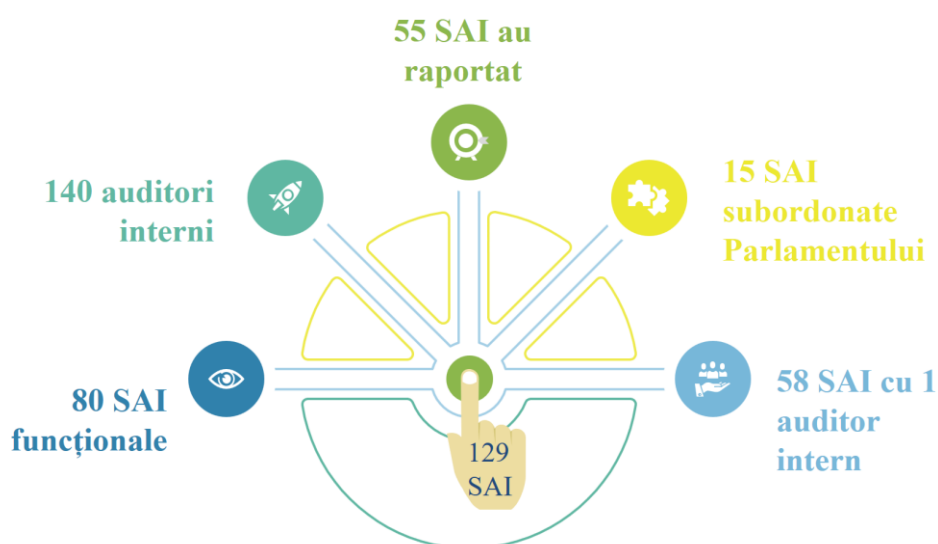 55 SAI au
raportat
140 auditori
interni
15 SAI
subordonate
Parlamentului
80 SAI
funcționale
58 SAI cu 1
auditor
intern
129
SAI